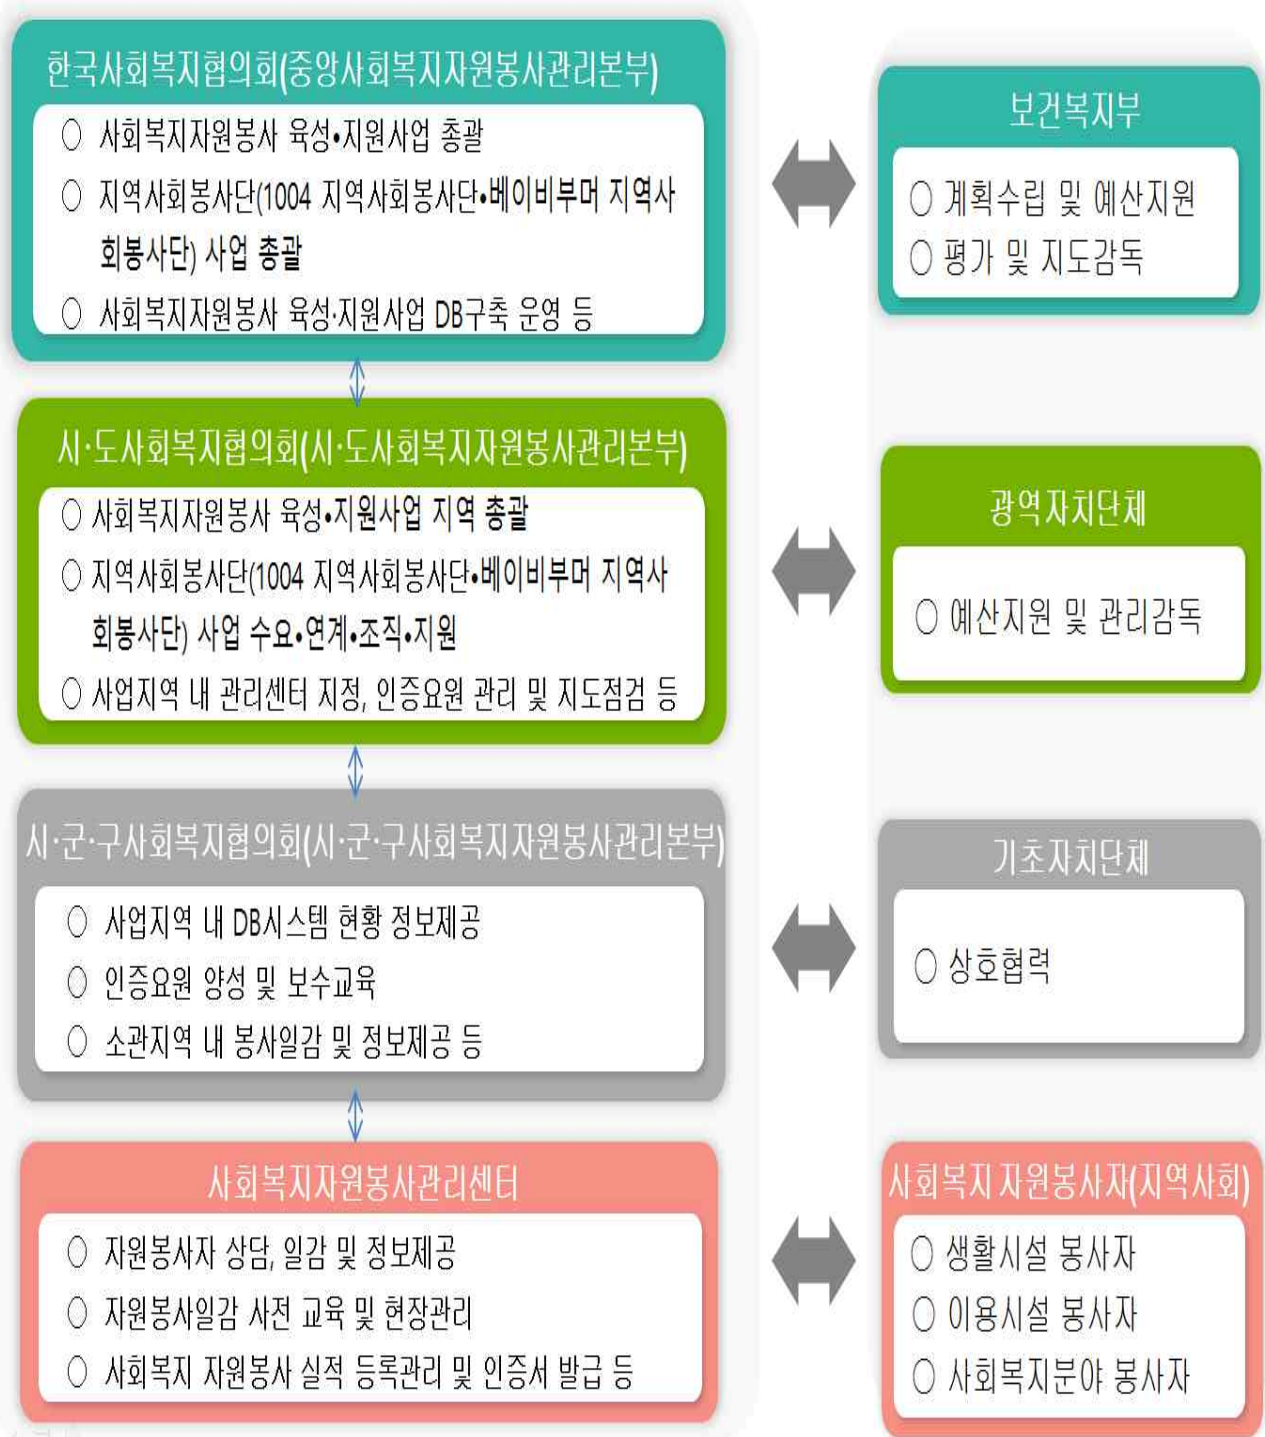 한국사회복지협의회(중앙사회복지자원봉사관리본부)
○ 사회복지자원봉사 육성•지원사업 총괄
○ 지역사회봉사단(1004 지역사회봉사단•베이비부머 지역사
회봉사단) 사업 총괄
○ 사회복지자원봉사 육성·지원사업 DB구축 운영 등
보건복지부
○ 계획수립 및 예산지원
○ 평가 및 지도감독
시·도사회복지협의회(시·도사회복지자원봉사관리본부)
○ 사회복지자원봉사 육성•지원사업 지역 총괄
○ 지역사회봉사단(1004 지역사회봉사단•베이비부머 지역사
회봉사단) 사업 수요•연계•조직•지원
○ 사업지역 내 관리센터 지정, 인증요원 관리 및 지도점검 등
광역자치단체
○ 예산지원 및 관리감독
시·군·구사회복지협의회(시·군·구사회복지자원봉사관리본부)
○ 사업지역 내 DB시스템 현황 정보제공
○ 인증요원 양성 및 보수교육
○ 소관지역 내 봉사일감 및 정보제공 등
기초자치단체
○ 상호협력
사회복지자원봉사관리센터
○ 자원봉사자 상담, 일감 및 정보제공
○ 자원봉사일감 사전 교육 및 현장관리
○ 사회복지 자원봉사 실적 등록관리 및 인증서 발급 등
사회복지 자원봉사자(지역사회)
○ 생활시설 봉사자
○ 이용시설 봉사자
○ 사회복지분야 봉사자